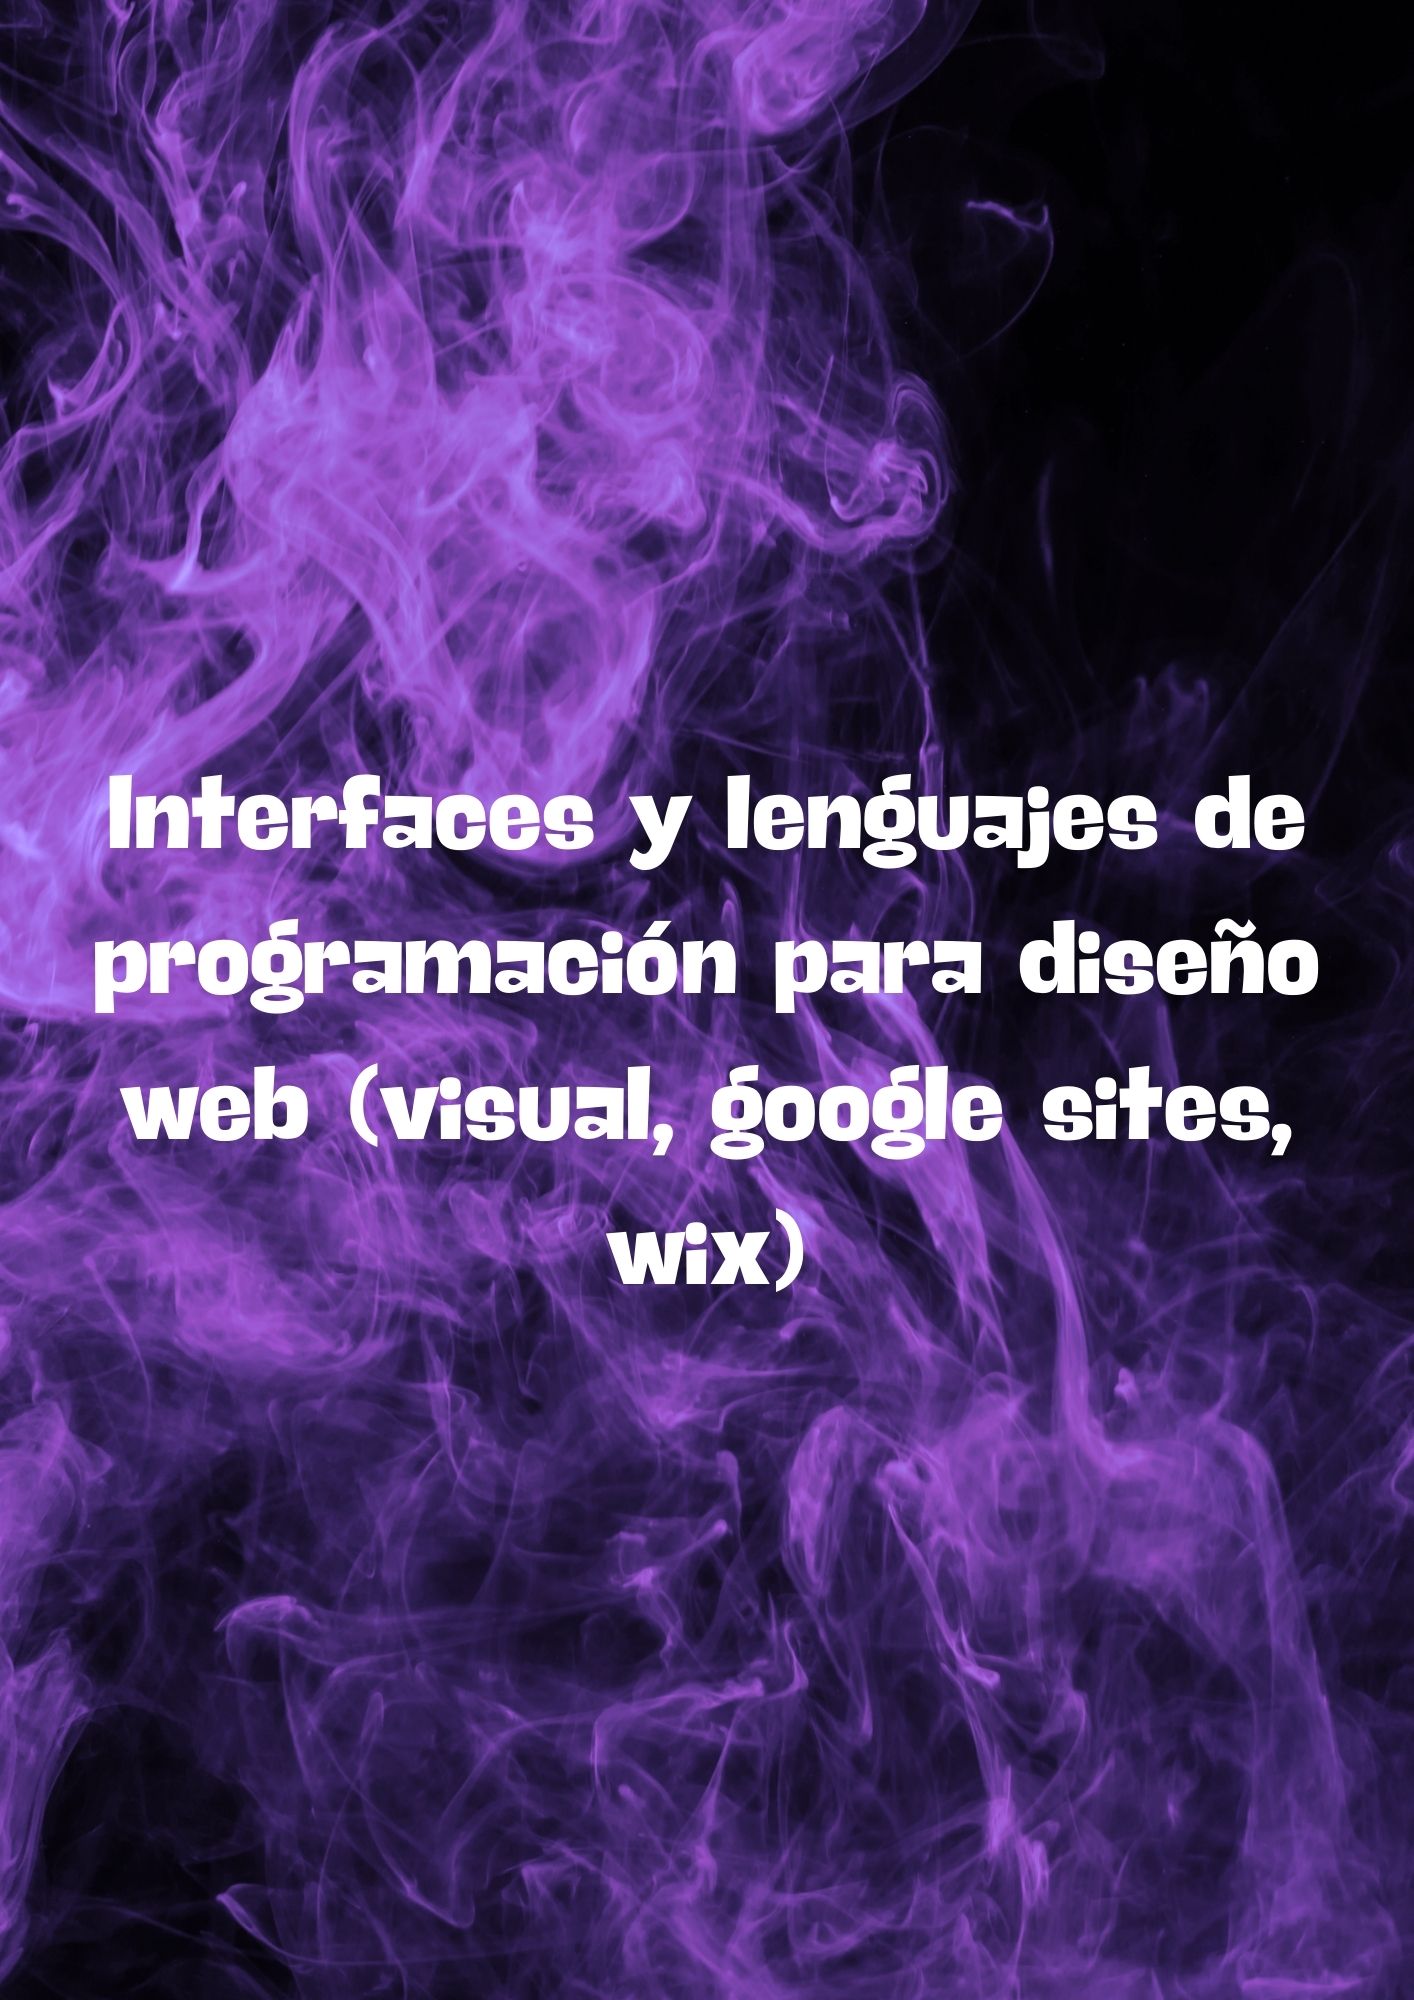 Interfaces y lenguajes de
programación para diseño
web (visual, google sites,
wix)